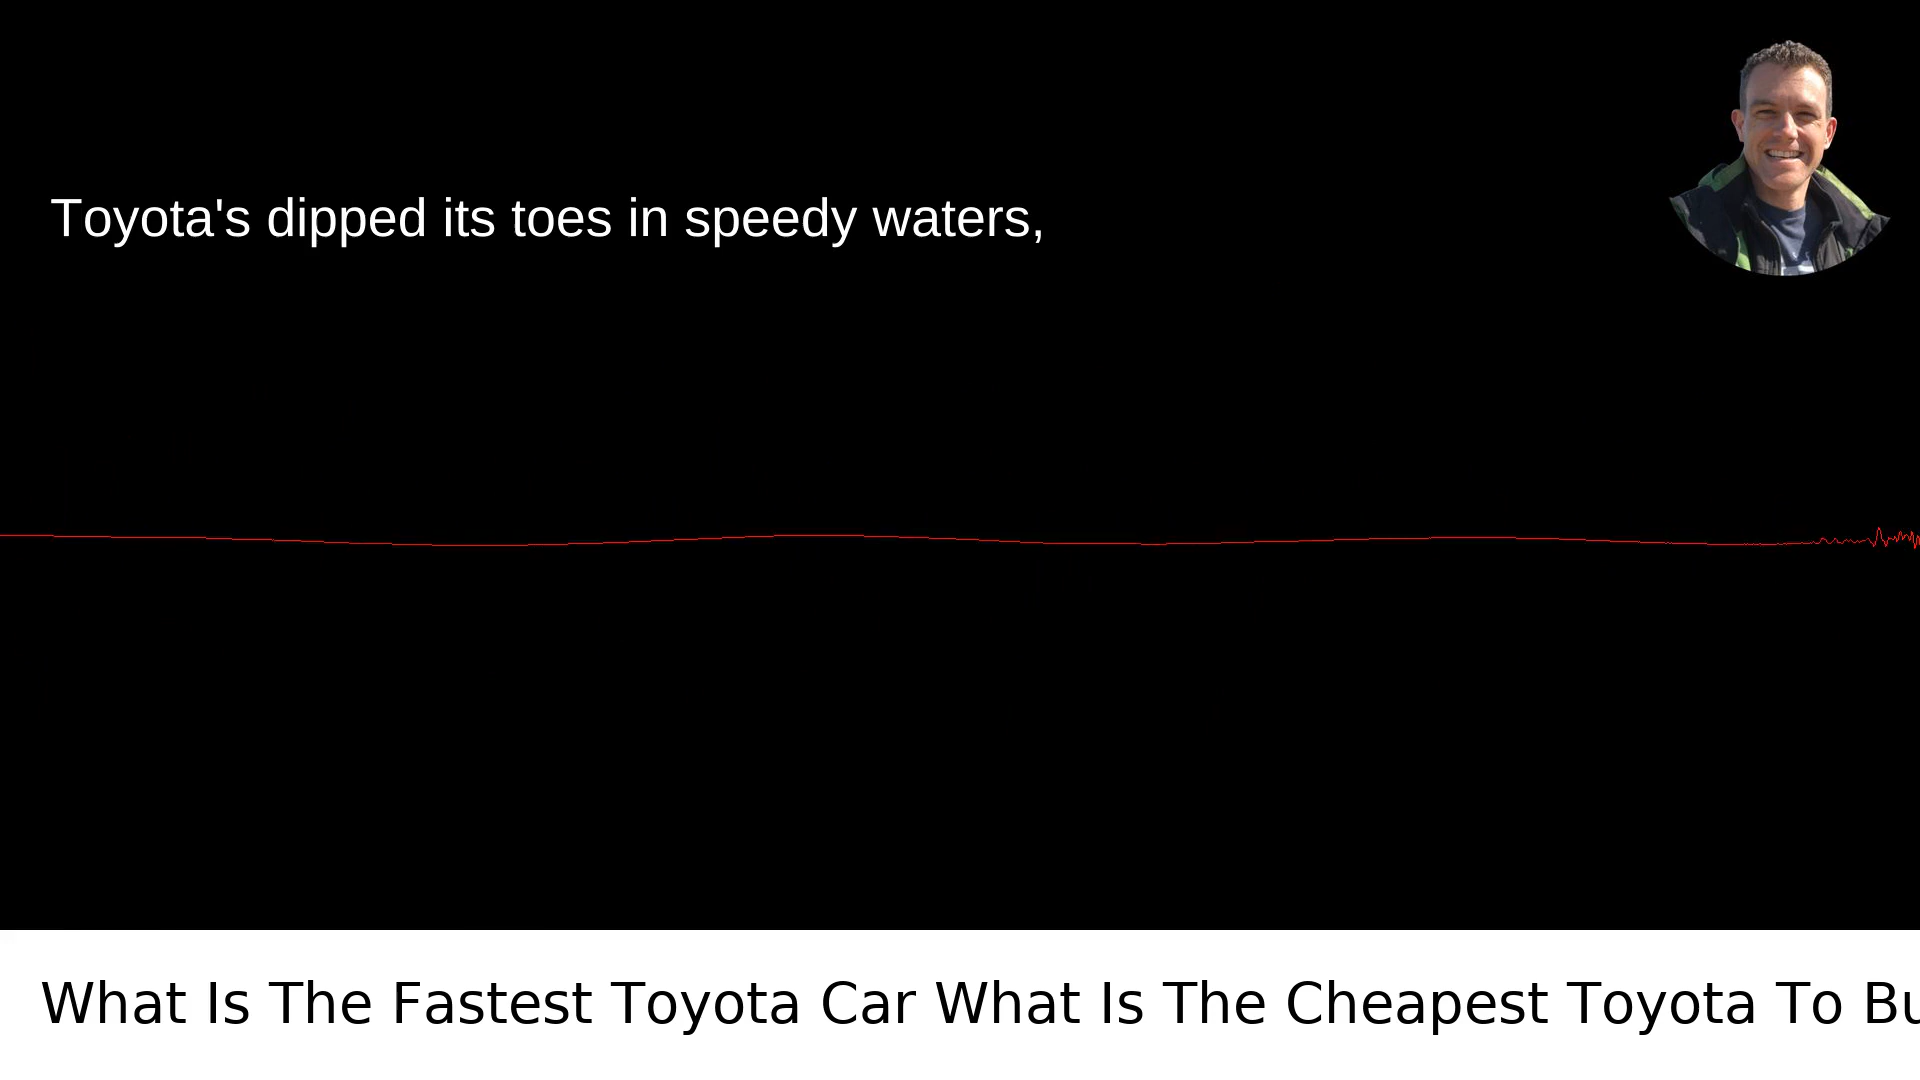 Toyota's dipped its toes in speedy waters,
What Is The Fastest Toyota Car What Is The Cheapest Toyota To